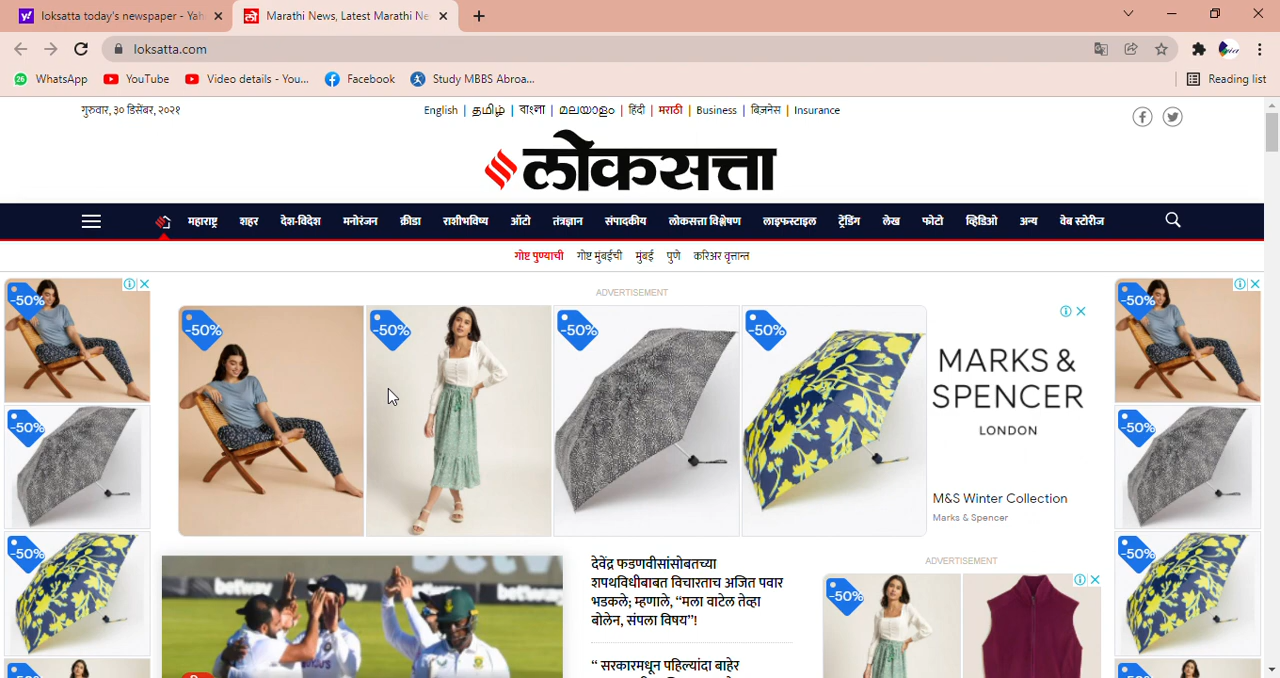 loksatta today's newspaper - Yah
Marathi News, Latest Marathi Ne
loksatta.com
26 WhatsApp
YouTube
Video details - You...
Facebook
Study MBBS Abroa...
Reading list
गुरुवार, ३० डिसेंबर, २०२१
English | தமிழ் | বাংলা | മലയാളം | हिंदी | मराठी | Business | बिज़नेस | Insurance
लोकसत्ता
महाराष्ट्र शहर देश-विदेश मनोरंजन क्रीडा राशीभविष्य ऑटो तंत्रज्ञान संपादकीय लोकसत्ता विश्लेषण लाइफस्टाइल ट्रेंडिंग लेख फोटो व्हिडिओ अन्य वेब स्टोरीज
गोष्ट पुण्याची गोष्ट मुंबईची मुंबई पुणे करिअर वृत्तान्त
ADVERTISEMENT
-50%
-50%
-50%
-50%
-50%
-50%
MARKS &
SPENCER
LONDON
-50%
-50%
M&S Winter Collection
Marks & Spencer
-50%
-50%
betway
betway
देवेंद्र फडणवीसांसोबतच्या
शपथविधीबाबत विचारताच अजित पवार
भडकले; म्हणाले, “मला वाटेल तेव्हा
बोलेन, संपला विषय”!
“ सरकारमधून पहिल्यांदा बाहेर
ADVERTISEMENT
-50%